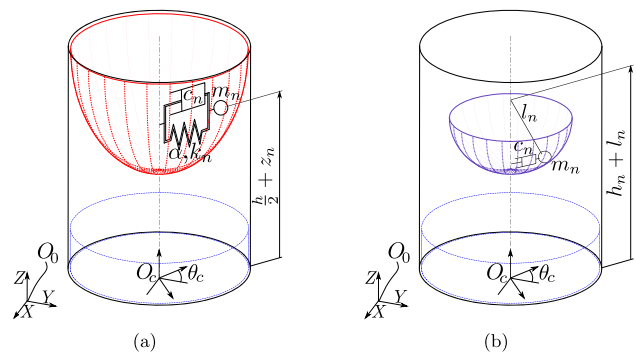 c_n
m_n
α, k_n
h/2 + z_n
O_0
Z
Y
X
O_c
θ_c
(a)
l_n
c_n
m_n
h_n + l_n
O_0
Z
Y
X
O_c
θ_c
(b)